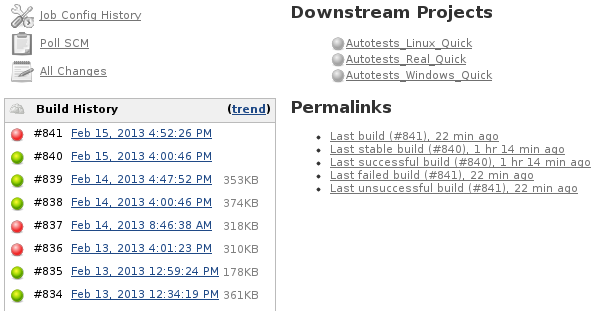 Job Config History
Poll SCM
All Changes
Build History (trend)
#841 Feb 15, 2013 4:52:26 PM
#840 Feb 15, 2013 4:00:46 PM
#839 Feb 14, 2013 4:47:52 PM 353KB
#838 Feb 14, 2013 4:00:46 PM 374KB
#837 Feb 14, 2013 8:46:38 AM 318KB
#836 Feb 13, 2013 4:01:23 PM 310KB
#835 Feb 13, 2013 12:59:24 PM 178KB
#834 Feb 13, 2013 12:34:19 PM 361KB
Downstream Projects
Autotests_Linux_Quick
Autotests_Real_Quick
Autotests_Windows_Quick
Permalinks
Last build (#841), 22 min ago
Last stable build (#840), 1 hr 14 min ago
Last successful build (#840), 1 hr 14 min ago
Last failed build (#841), 22 min ago
Last unsuccessful build (#841), 22 min ago